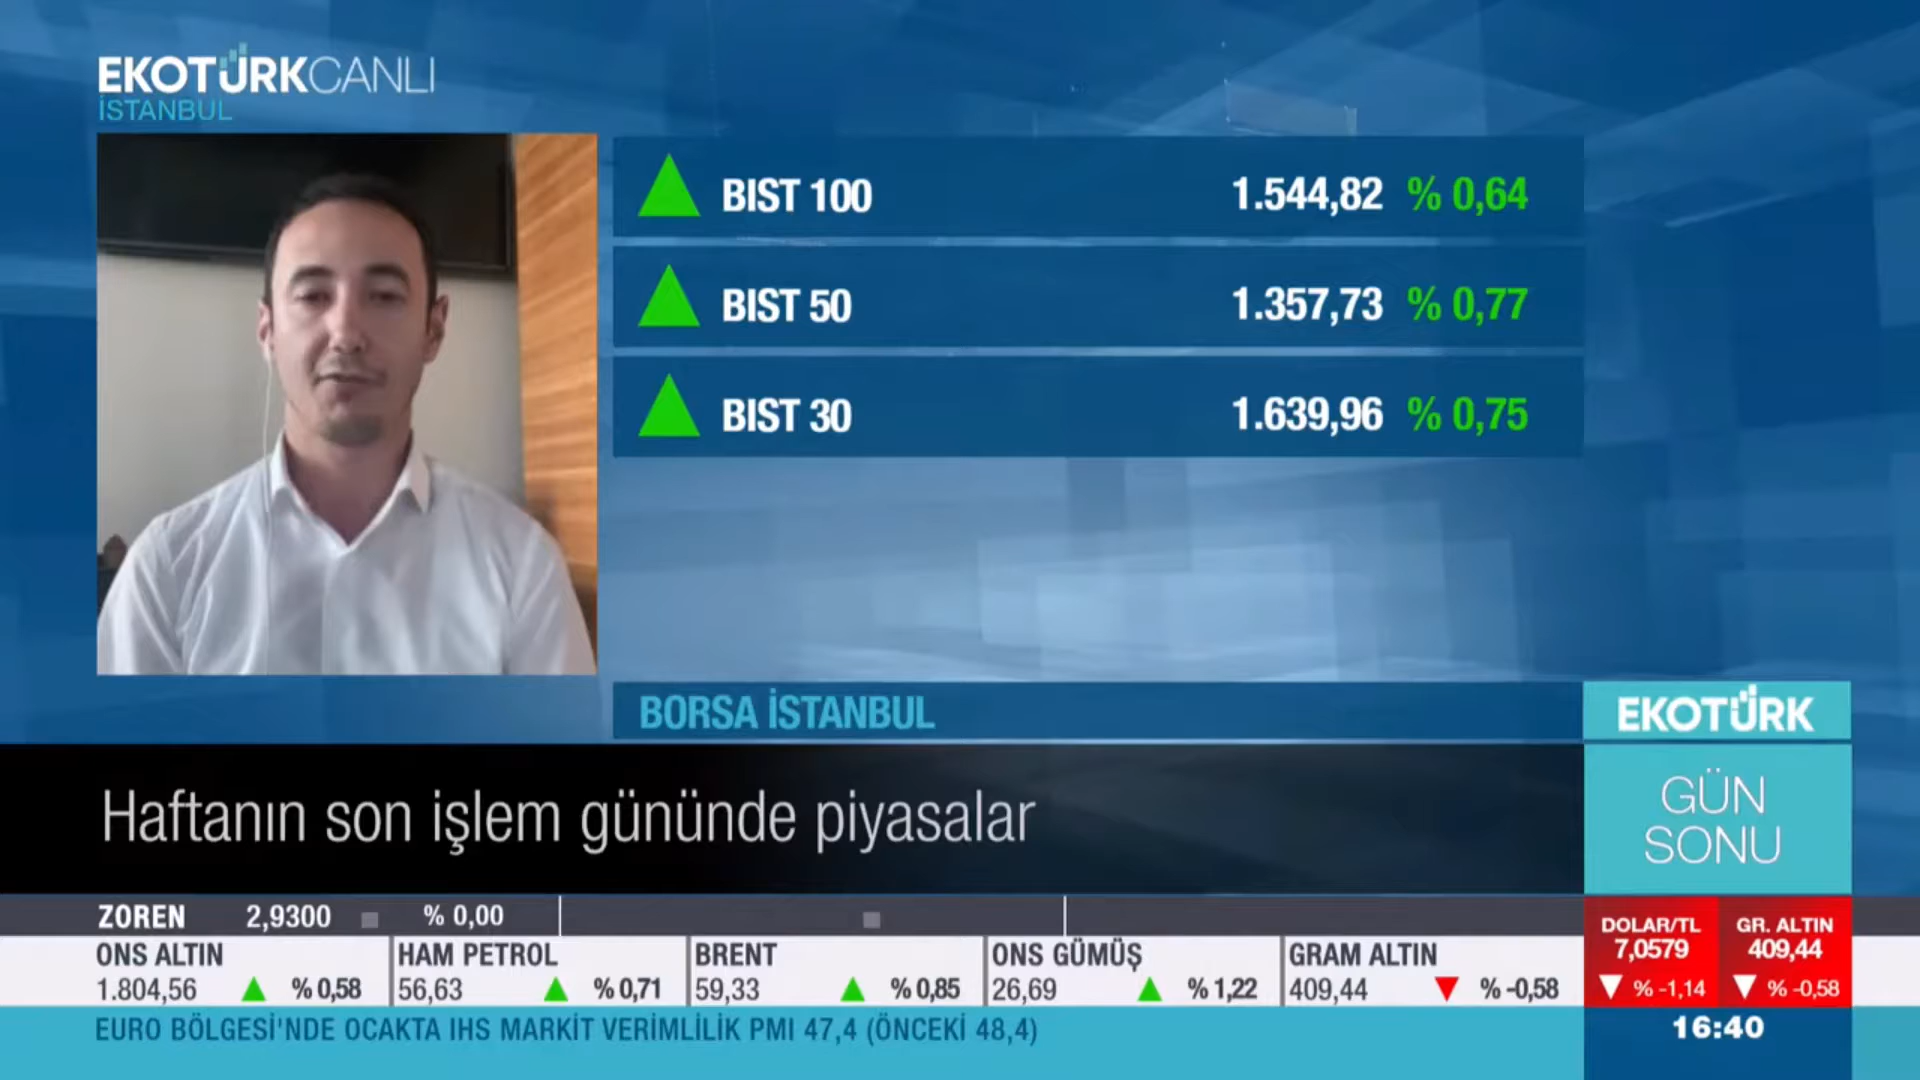 EKOTÜRKCANLI
İSTANBUL
BIST 100 1.544,82 % 0,64
BIST 50 1.357,73 % 0,77
BIST 30 1.639,96 % 0,75
BORSA İSTANBUL
EKOTÜRK
Haftanın son işlem gününde piyasalar
GÜN
SONU
ZOREN 2,9300 % 0,00
ONS ALTIN
1.804,56 % 0,58
HAM PETROL
56,63 % 0,71
BRENT
59,33 % 0,85
ONS GÜMÜŞ
26,69 % 1,22
GRAM ALTIN
409,44 % -0,58
DOLAR/TL
7,0579
% -1,14
GR. ALTIN
409,44
% -0,58
EURO BÖLGESİ'NDE OCAKTA IHS MARKİT VERİMLİLİK PMI 47,4 (ÖNCEKİ 48,4)
16:40